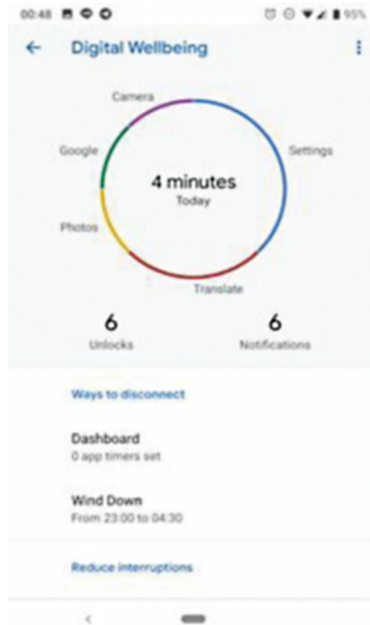 00:48 95%
Digital Wellbeing
Camera
Google
Settings
4 minutes
Today
Photos
Translate
6 6
Unlocks Notifications
Ways to disconnect
Dashboard
0 app timers set
Wind Down
From 23:00 to 04:30
Reduce interruptions